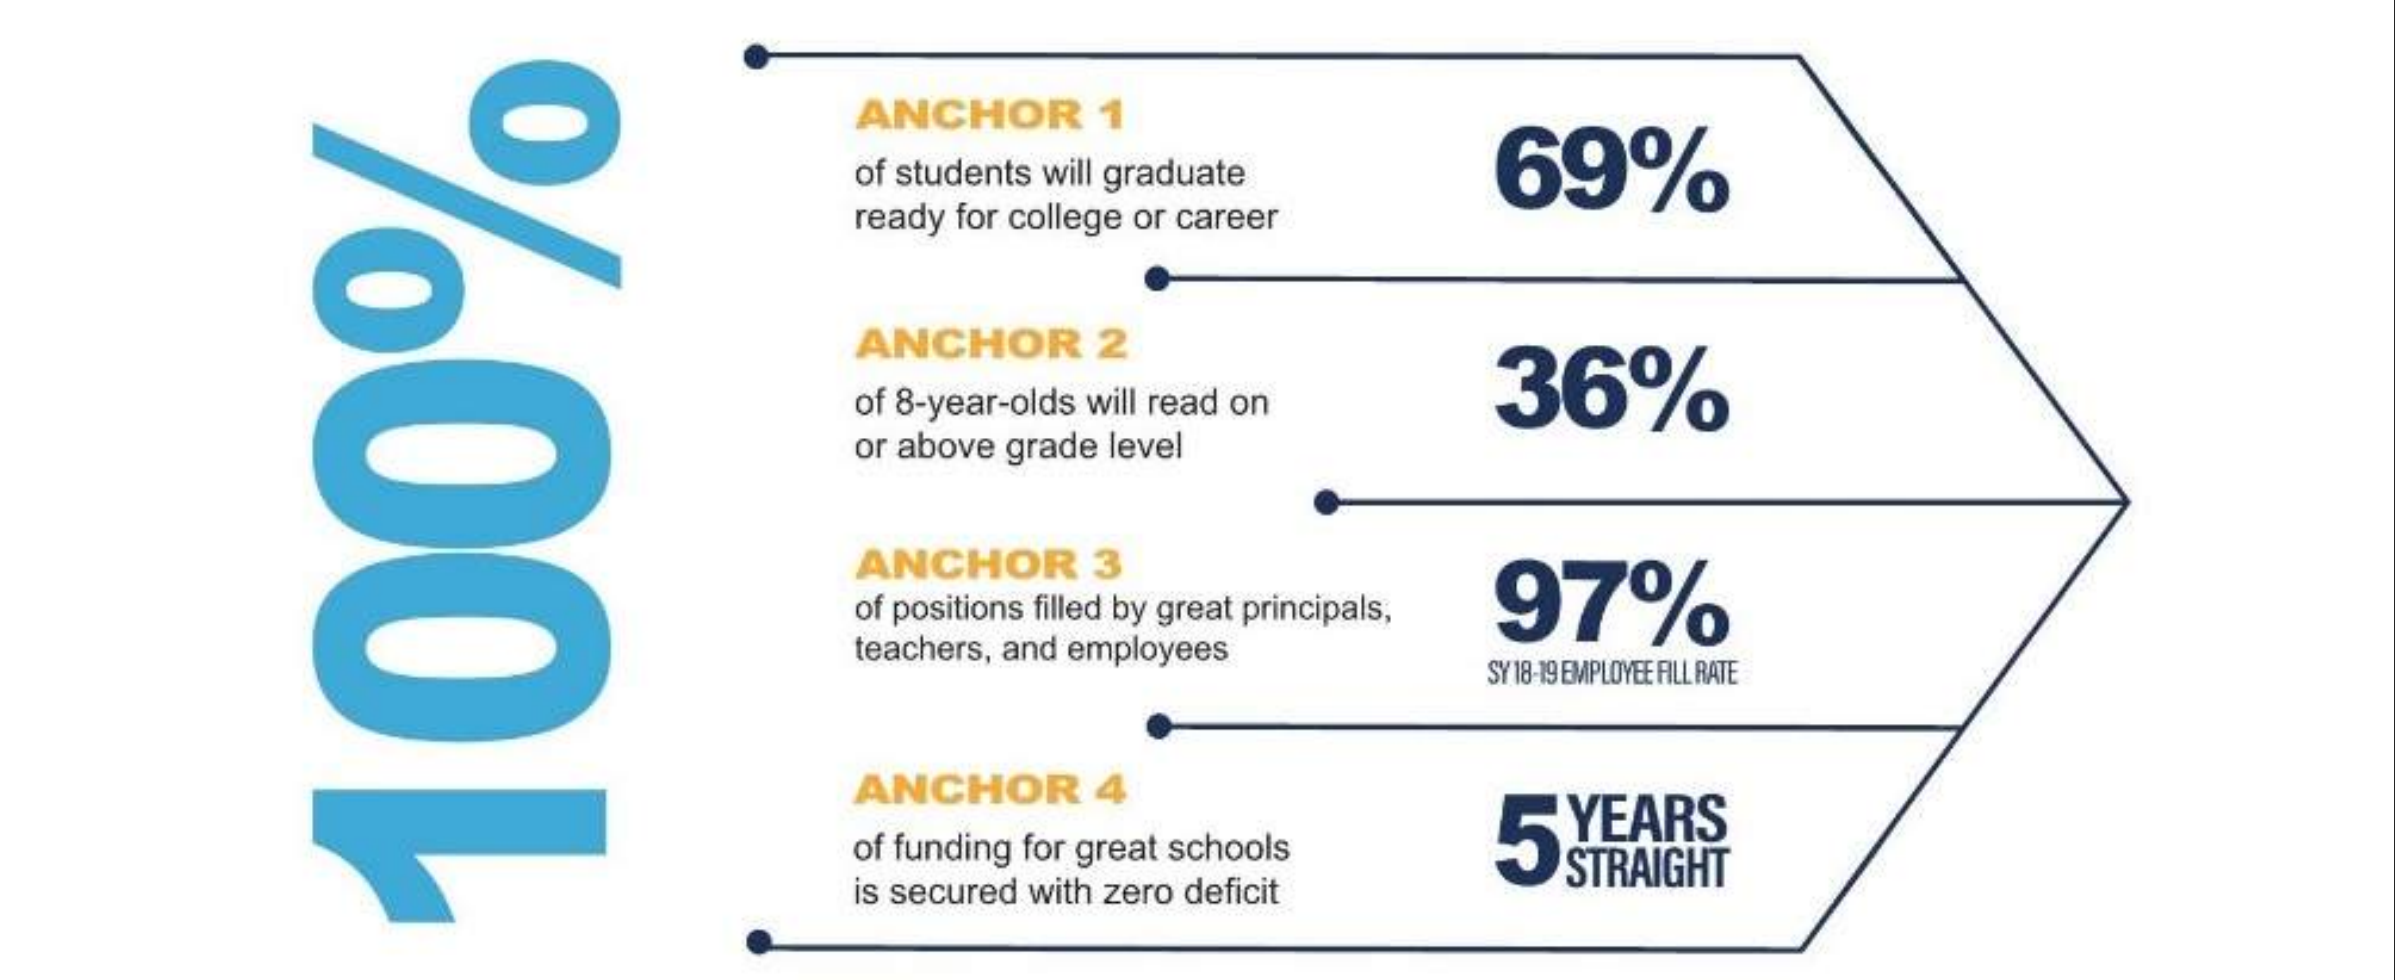 100%
ANCHOR 1
of students will graduate
ready for college or career
69%
ANCHOR 2
of 8-year-olds will read on
or above grade level
36%
ANCHOR 3
of positions filled by great principals,
teachers, and employees
97%
SY 18-19 EMPLOYEE FILL RATE
ANCHOR 4
of funding for great schools
is secured with zero deficit
5 YEARS
STRAIGHT